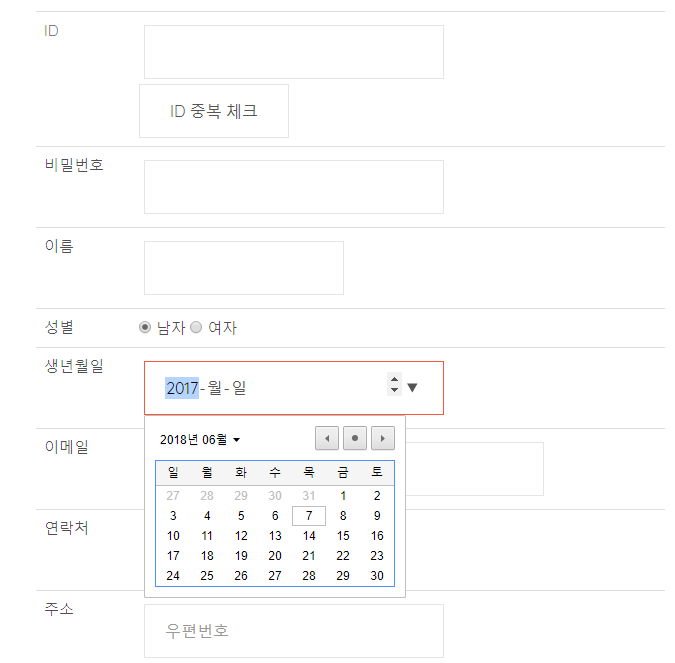 ID
ID 중복 체크
비밀번호
이름
성별 남자 여자
생년월일 2017-월-일
2018년 06월
일 월 화 수 목 금 토
27 28 29 30 31 1 2
3 4 5 6 7 8 9
10 11 12 13 14 15 16
17 18 19 20 21 22 23
24 25 26 27 28 29 30
이메일
연락처
주소
우편번호